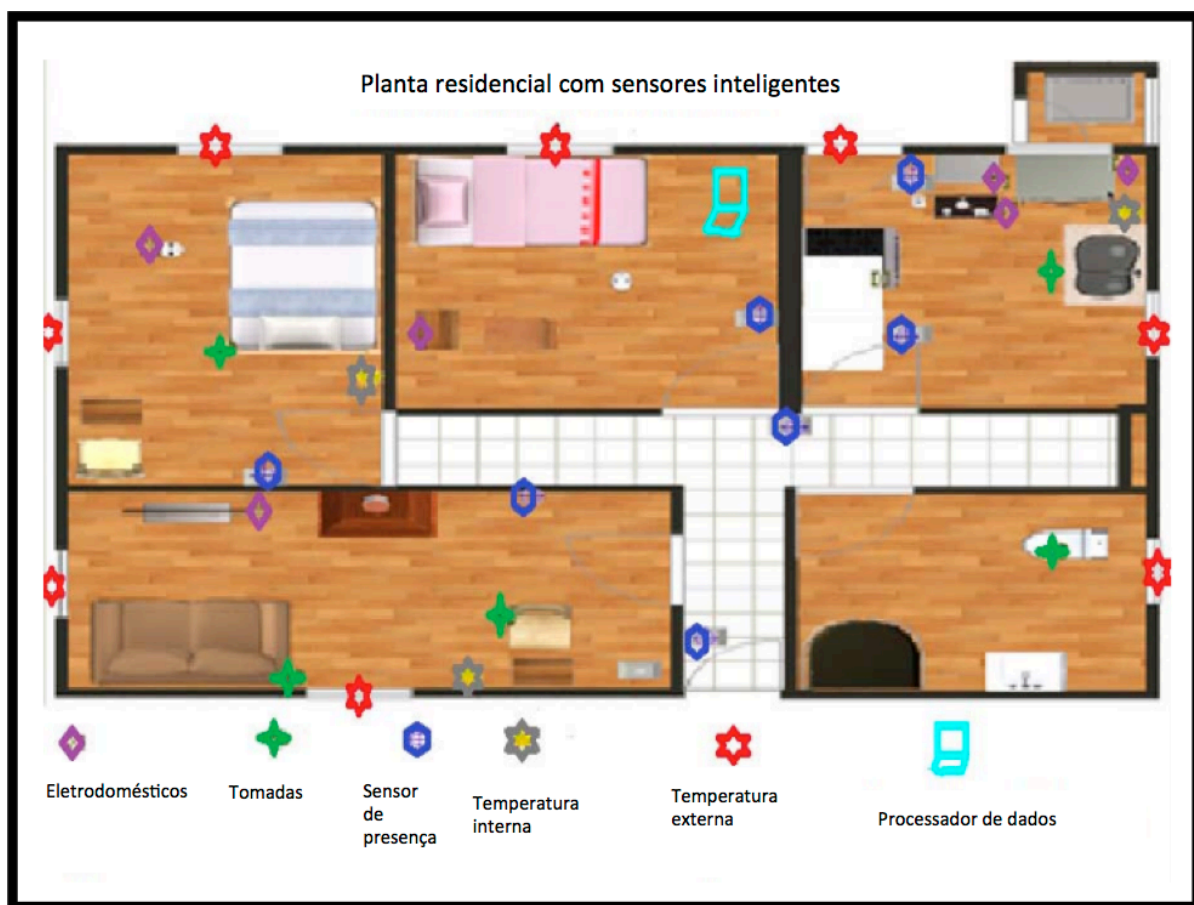 Planta residencial com sensores inteligentes
Eletrodomésticos
Tomadas
Sensor
de
presença
Temperatura
interna
Temperatura
externa
Processador de dados